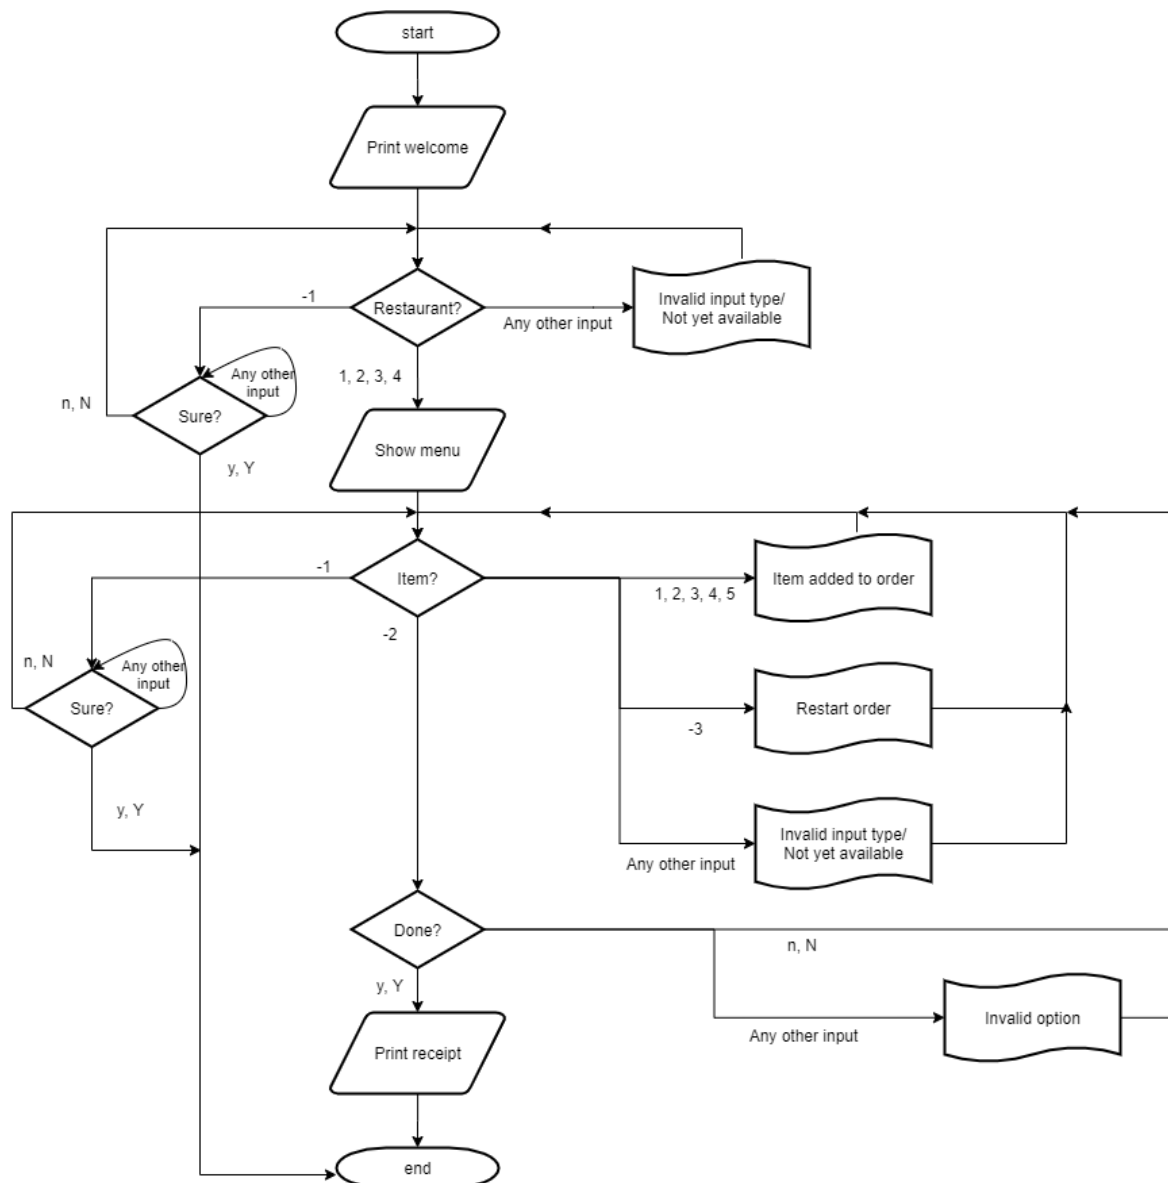 start
Print welcome
Restaurant?
-1
Any other input
Invalid input type/
Not yet available
1, 2, 3, 4
Any other
input
n, N
Sure?
y, Y
Show menu
Item?
-1
1, 2, 3, 4, 5
Item added to order
-2
n, N
Any other
input
Sure?
-3
Restart order
y, Y
Any other input
Invalid input type/
Not yet available
Done?
n, N
y, Y
Any other input
Invalid option
Print receipt
end